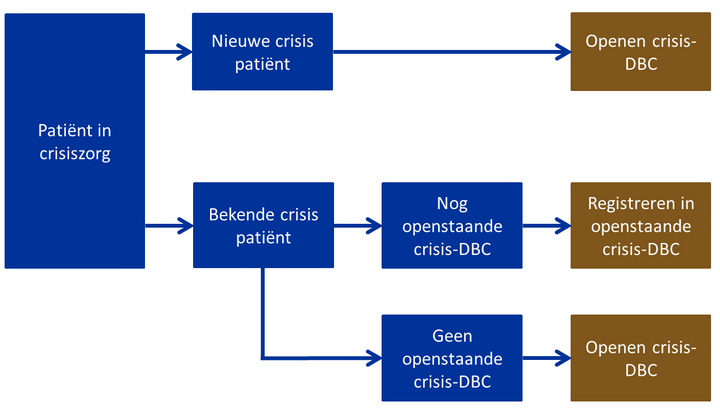 Patiënt in
crisiszorg
Nieuwe crisis
patiënt
Openen crisis-
DBC
Bekende crisis
patiënt
Nog
openstaande
crisis-DBC
Registreren in
openstaande
crisis-DBC
Geen
openstaande
crisis-DBC
Openen crisis-
DBC